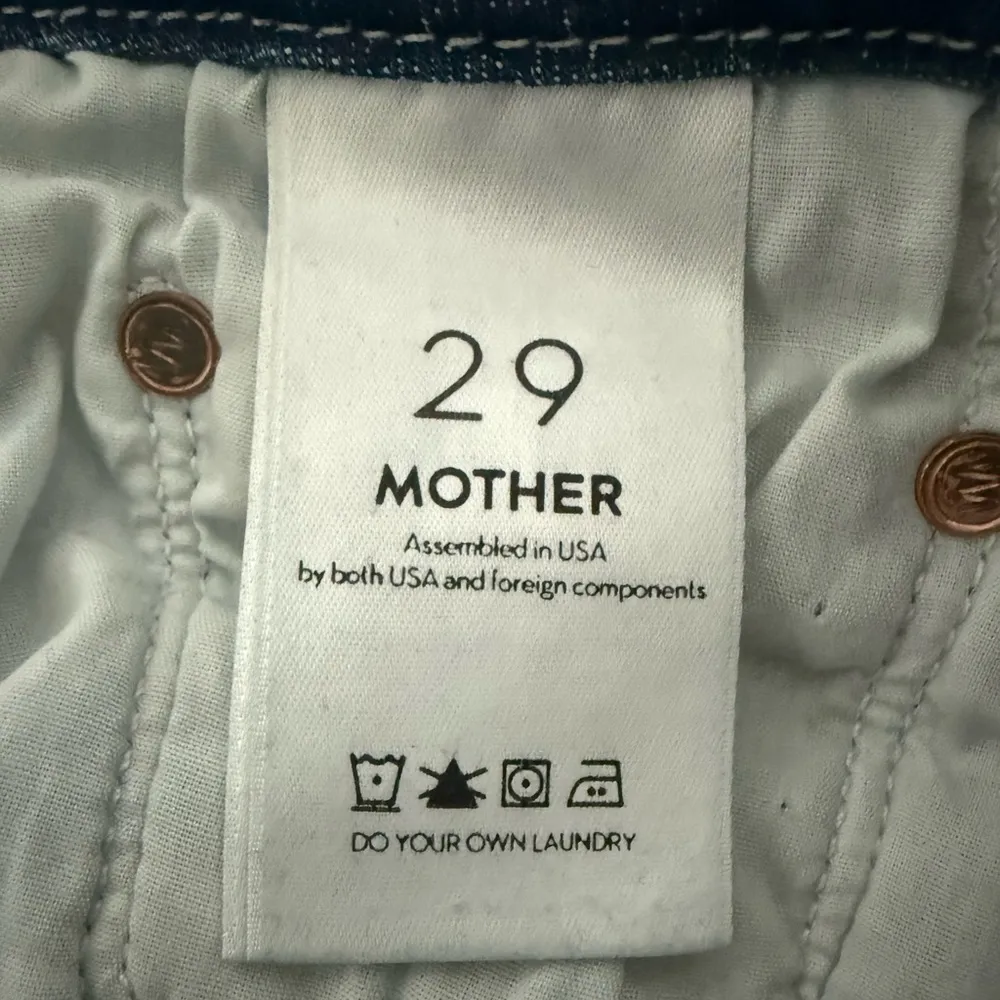 29
MOTHER
Assembled in USA
by both USA and foreign components
DO YOUR OWN LAUNDRY